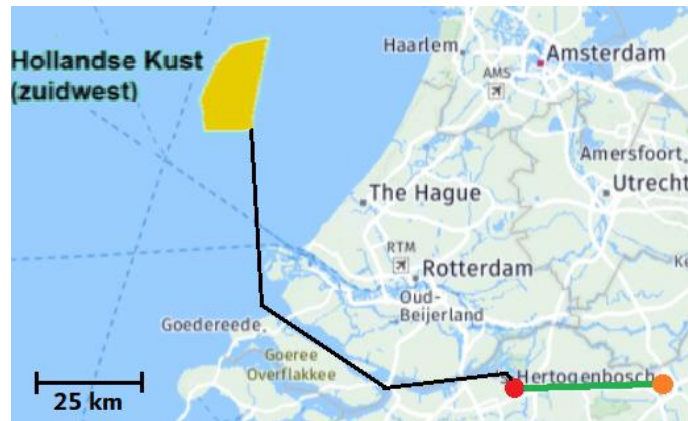 Hollandse Kust
(zuidwest)
Haarlem
Amsterdam
AMS
Amersfoort
Utrecht
The Hague
RTM
Rotterdam
Oud-
Beijerland
Goedereede
Goeree
Overflakkee
's-Hertogenbosch
25 km